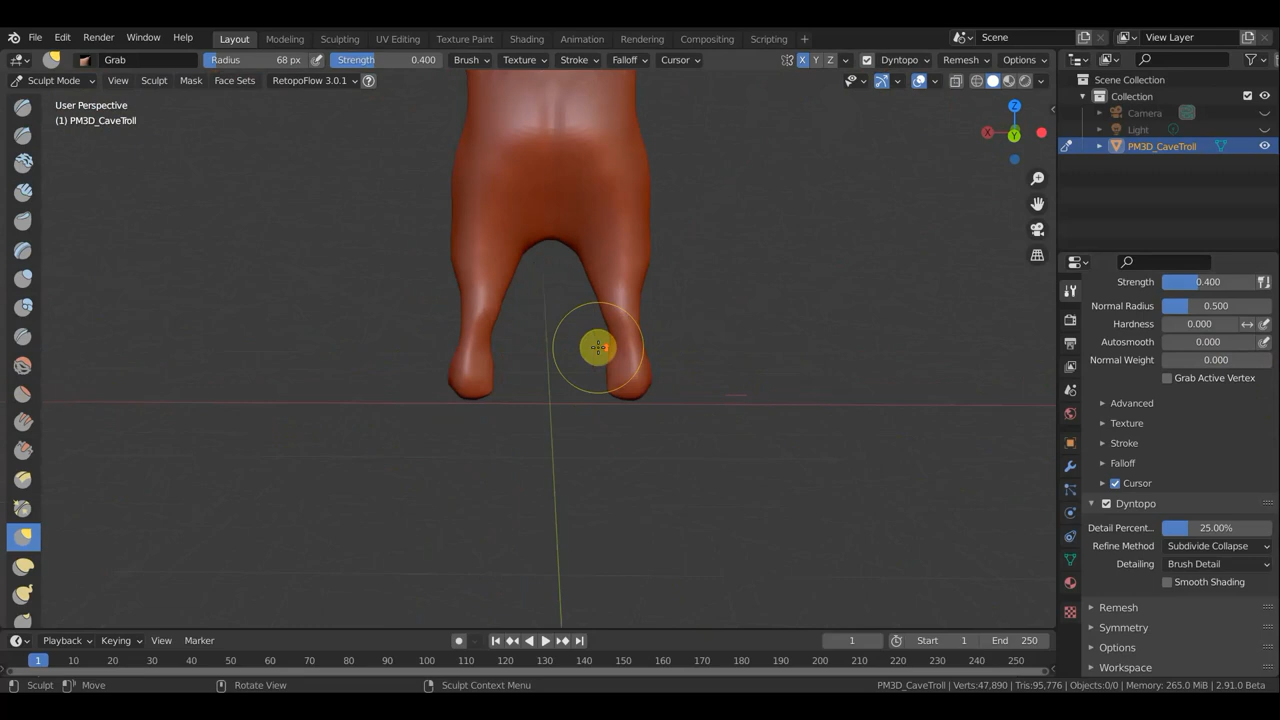 File Edit Render Window Help Layout Modeling Sculpting UV Editing Texture Paint Shading Animation Rendering Compositing Scripting + Scene View Layer
Grab Radius 68 px Strength 0.400 Brush Texture Stroke Falloff Cursor X Y Z Dyntopo Remesh Options
Sculpt Mode View Sculpt Mask Face Sets RetopoFlow 3.0.1 ?
Scene Collection
Collection
Camera
Light
PM3D_CaveTroll
User Perspective
(1) PM3D_CaveTroll
Z
X
Y
Strength 0.400
Normal Radius 0.500
Hardness 0.000
Autosmooth 0.000
Normal Weight 0.000
Grab Active Vertex
Advanced
Texture
Stroke
Falloff
Cursor
Dyntopo
Detail Percent... 25.00%
Refine Method Subdivide Collapse
Detailing Brush Detail
Smooth Shading
Remesh
Symmetry
Options
Workspace
Playback Keying View Marker 1 Start 1 End 250
1 10 20 30 40 50 60 70 80 90 100 110 120 130 140 150 160 170 180 190 200 210 220 230 240 250
Sculpt Move Rotate View Sculpt Context Menu PM3D_CaveTroll | Verts:47,890 | Tris:95,776 | Objects:0/0 | Memory: 265.0 MiB | 2.91.0 Beta